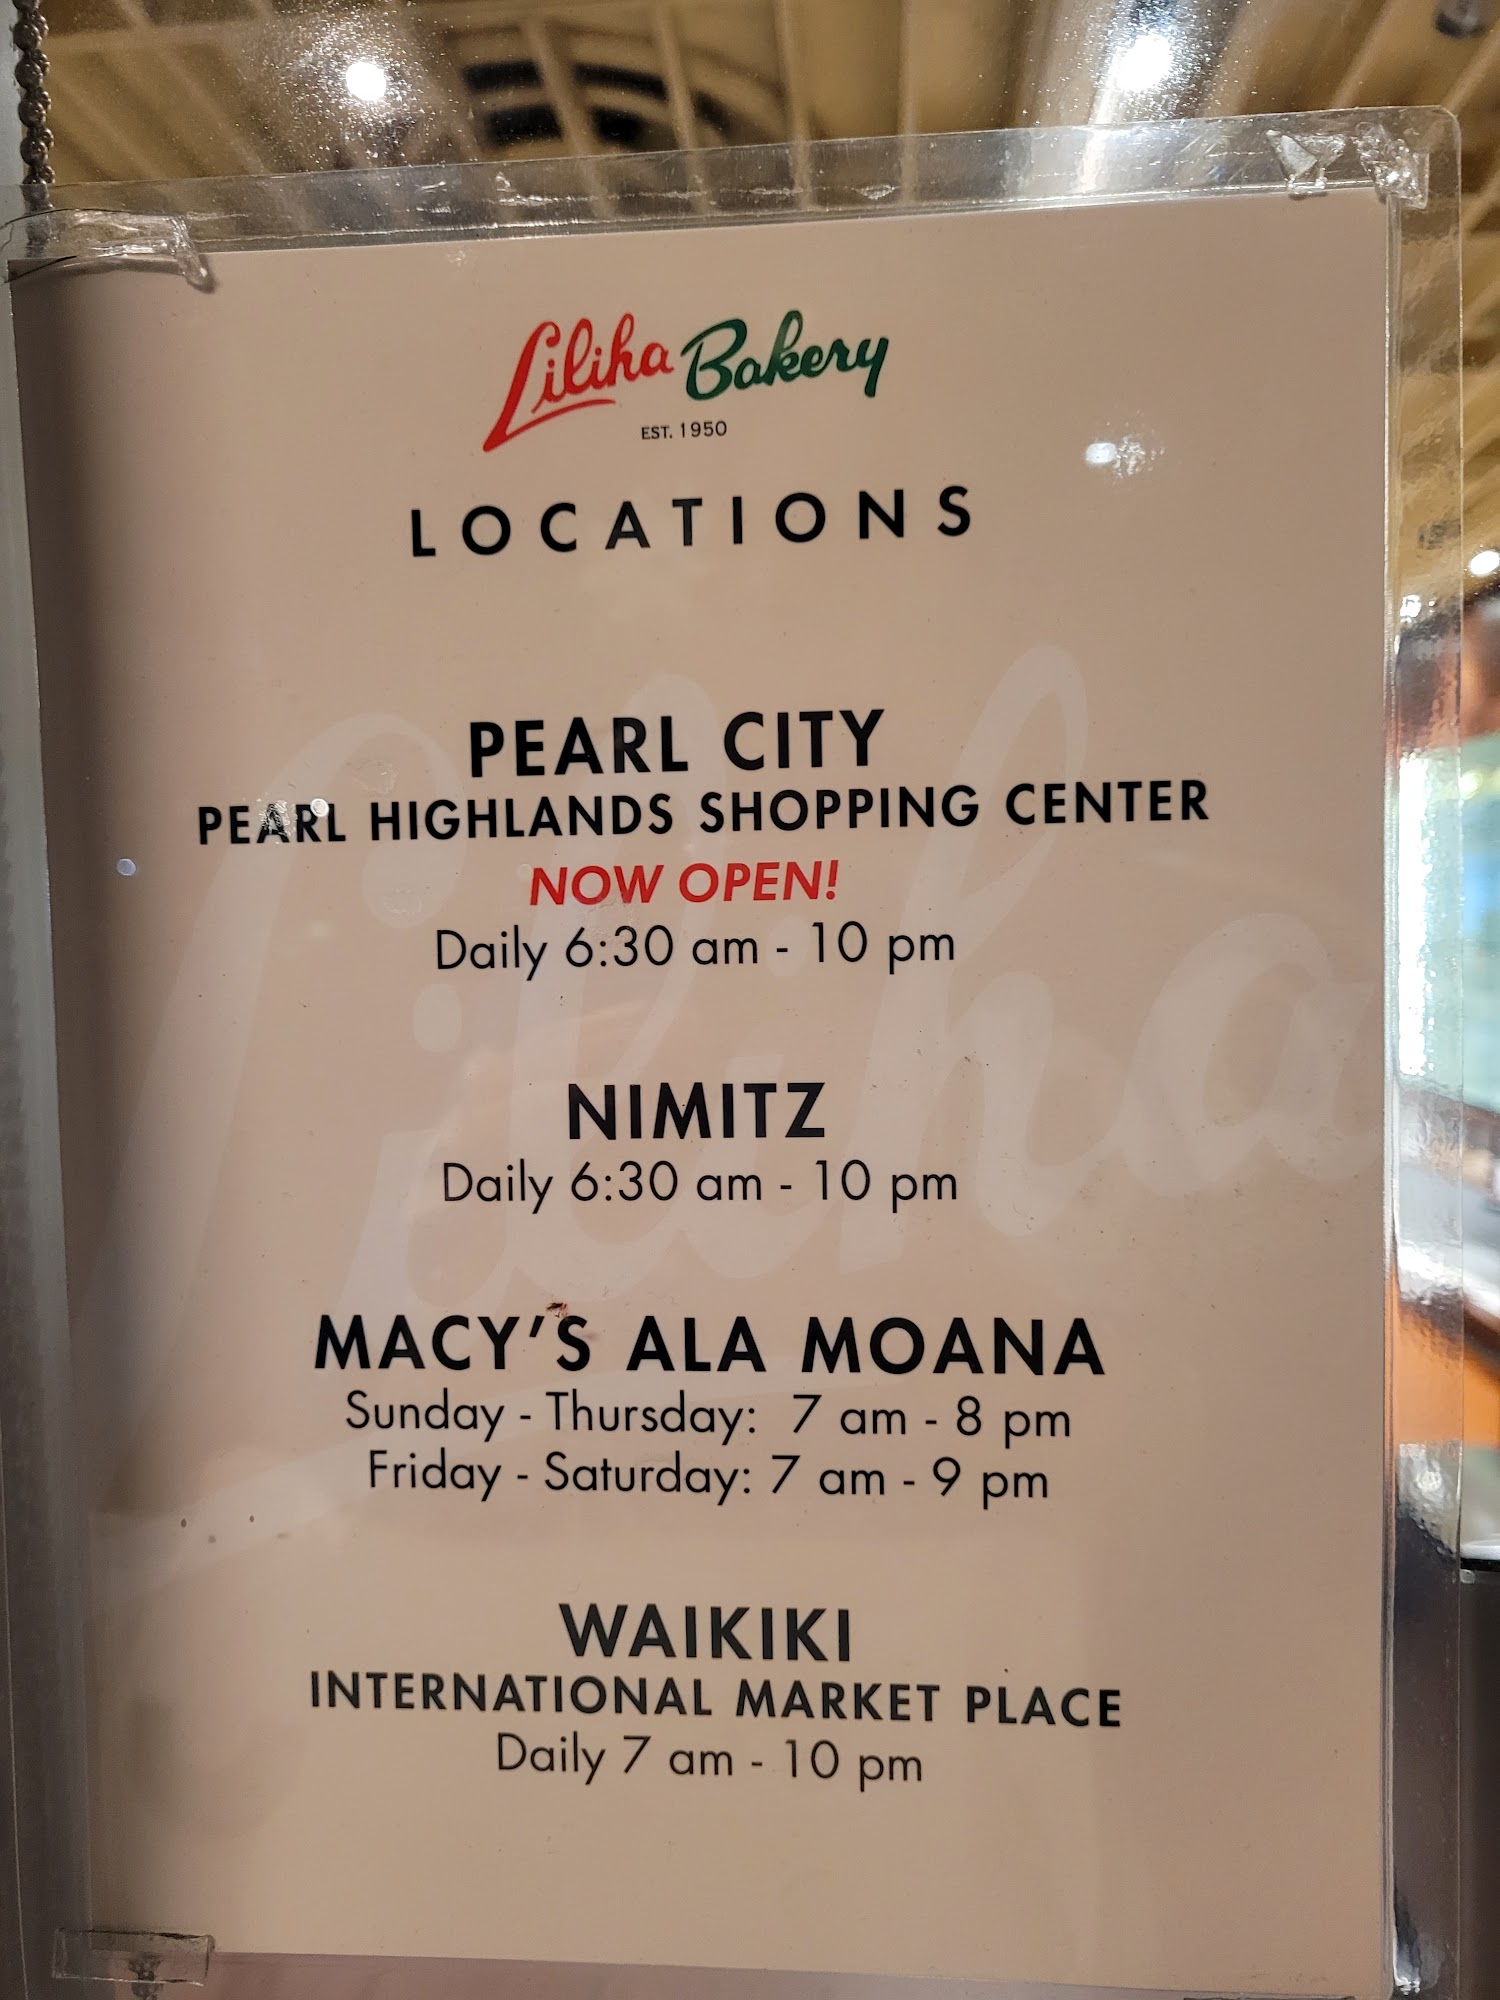 Liliha Bakery
EST. 1950
LOCATIONS
PEARL CITY
PEARL HIGHLANDS SHOPPING CENTER
NOW OPEN!
Daily 6:30 am - 10 pm
NIMITZ
Daily 6:30 am - 10 pm
MACY'S ALA MOANA
Sunday - Thursday: 7 am - 8 pm
Friday - Saturday: 7 am - 9 pm
WAIKIKI
INTERNATIONAL MARKET PLACE
Daily 7 am - 10 pm
Liliha